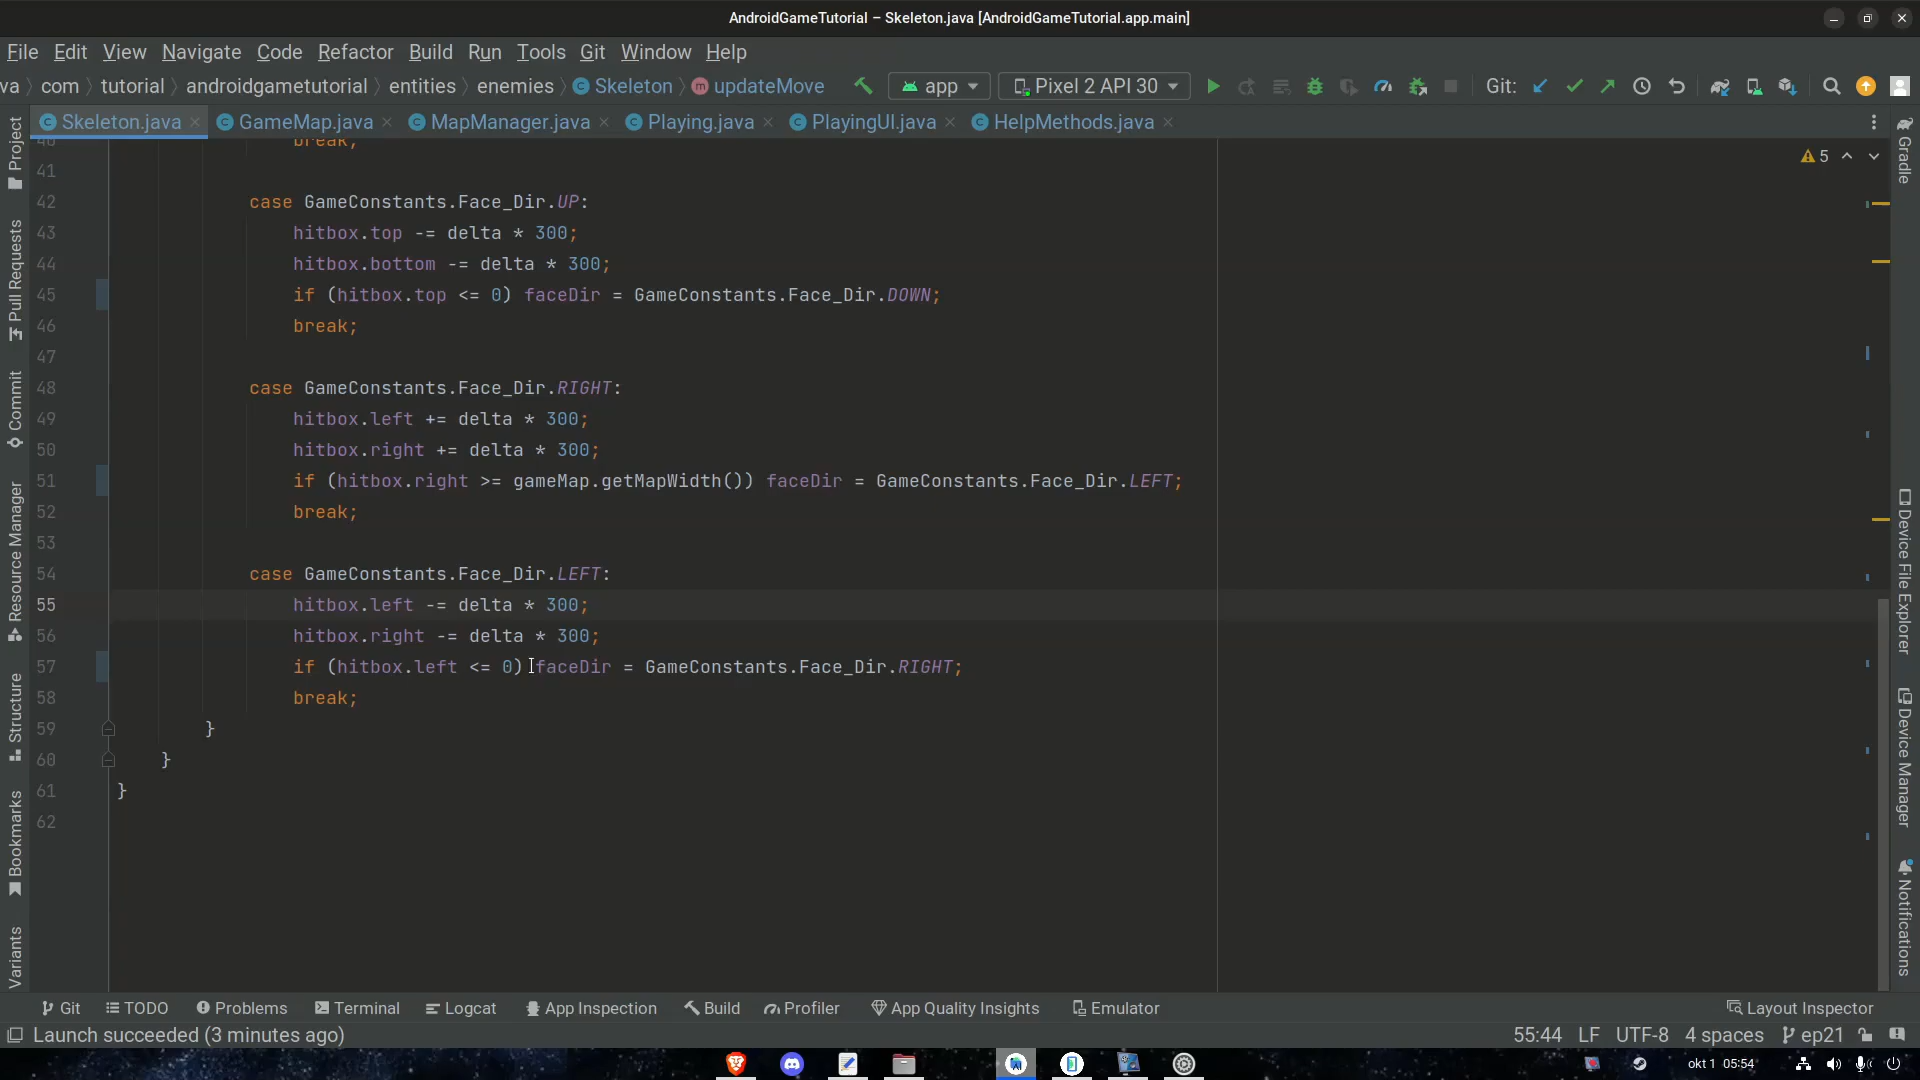 AndroidGameTutorial – Skeleton.java [AndroidGameTutorial.app.main]
File Edit View Navigate Code Refactor Build Run Tools Git Window Help
va com tutorial androidgametutorial entities enemies Skeleton updateMove app Pixel 2 API 30 Git:
Skeleton.java GameMap.java MapManager.java Playing.java PlayingUI.java HelpMethods.java
40 break;
5
41
42 case GameConstants.Face_Dir.UP:
43 hitbox.top -= delta * 300;
44 hitbox.bottom -= delta * 300;
45 if (hitbox.top <= 0) faceDir = GameConstants.Face_Dir.DOWN;
46 break;
47
48 case GameConstants.Face_Dir.RIGHT:
49 hitbox.left += delta * 300;
50 hitbox.right += delta * 300;
51 if (hitbox.right >= gameMap.getMapWidth()) faceDir = GameConstants.Face_Dir.LEFT;
52 break;
53
54 case GameConstants.Face_Dir.LEFT:
55 hitbox.left -= delta * 300;
56 hitbox.right -= delta * 300;
57 if (hitbox.left <= 0) faceDir = GameConstants.Face_Dir.RIGHT;
58 break;
59 }
60 }
61 }
62
Project
Pull Requests
Commit
Resource Manager
Structure
Bookmarks
Variants
Gradle
Device File Explorer
Device Manager
Notifications
Git TODO Problems Terminal Logcat App Inspection Build Profiler App Quality Insights Emulator Layout Inspector
Launch succeeded (3 minutes ago) 55:44 LF UTF-8 4 spaces ep21
okt 1 05:54